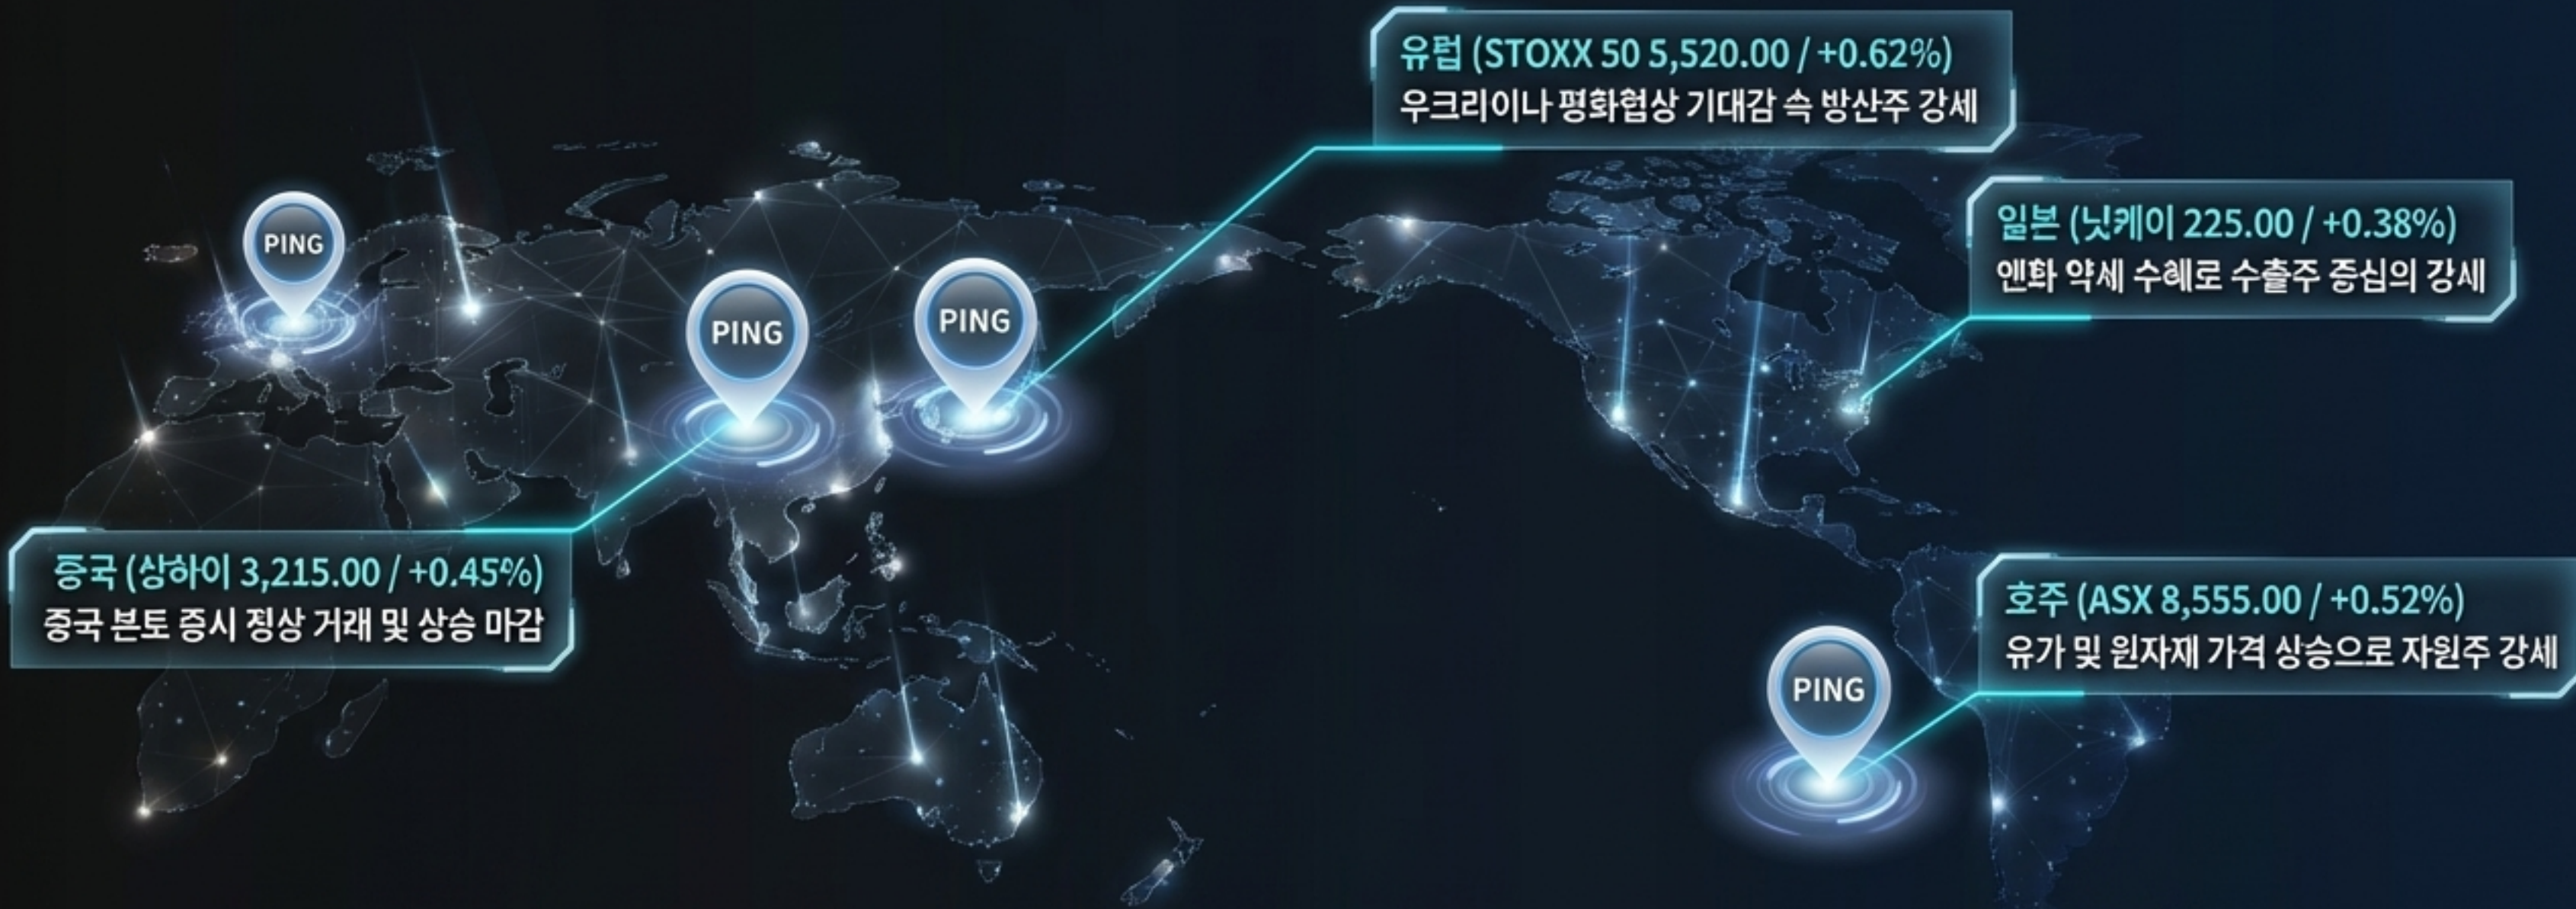 유럽 (STOXX 50 5,520.00 / +0.62%)
우크리이나 평화협상 기대감 속 방산주 강세
일본 (닛케이 225.00 / +0.38%)
엔화 약세 수혜로 수출주 중심의 강세
PING
PING
PING
중국 (상하이 3,215.00 / +0.45%)
중국 본토 증시 정상 거래 및 상승 마감
호주 (ASX 8,555.00 / +0.52%)
유가 및 원자재 가격 상승으로 자원주 강세
PING